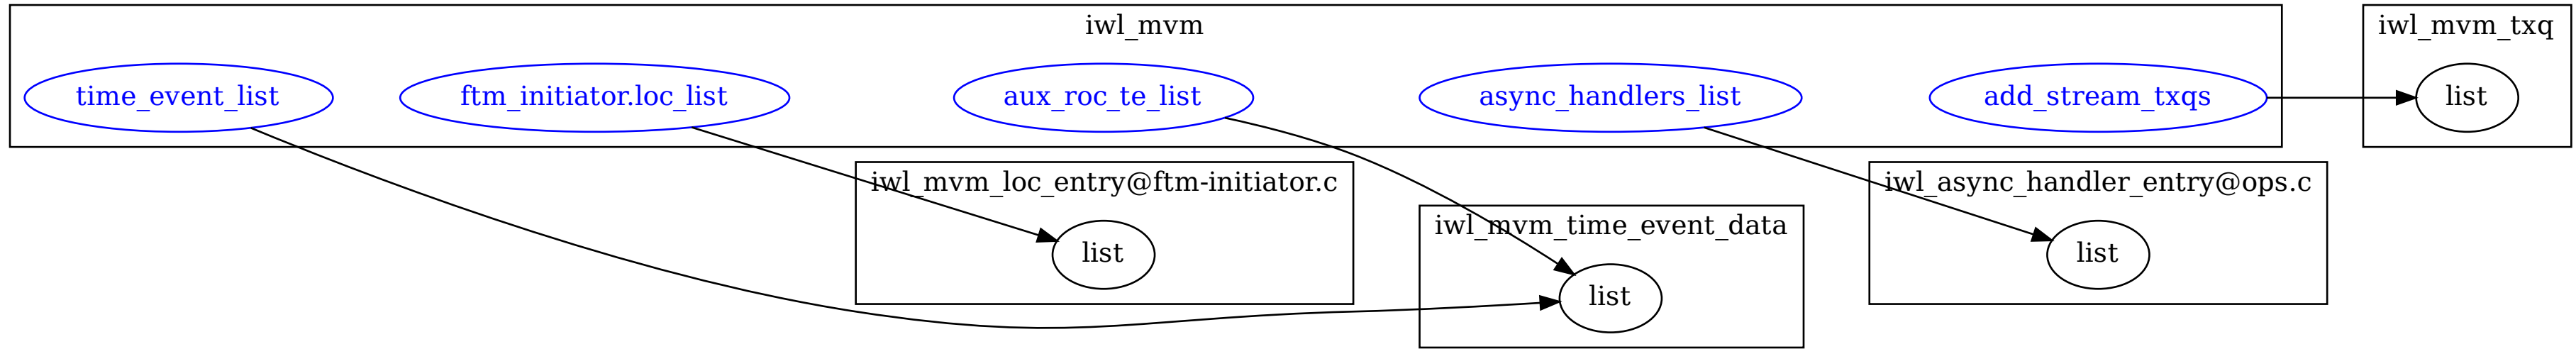 iwl_mvm
iwl_mvm_txq
time_event_list
ftm_initiator.loc_list
aux_roc_te_list
async_handlers_list
add_stream_txqs
list
iwl_mvm_loc_entry@ftm-initiator.c
iwl_async_handler_entry@ops.c
iwl_mvm_time_event_data
list
list
list